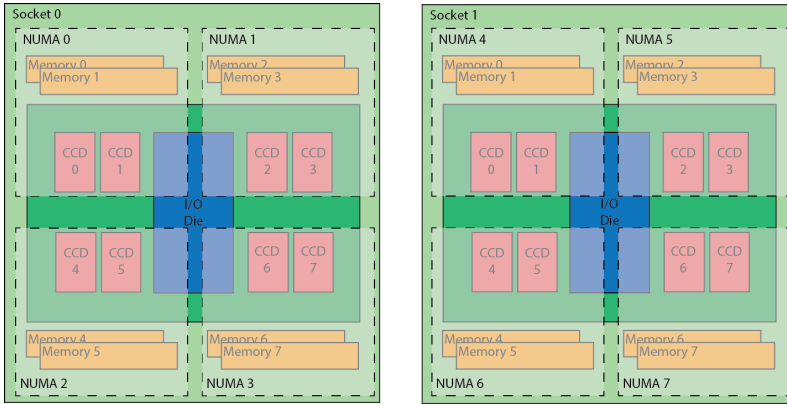 Socket 0
NUMA 0
NUMA 1
Memory 0
Memory 1
Memory 2
Memory 3
CCD
0
CCD
1
CCD
2
CCD
3
I/O
Die
CCD
4
CCD
5
CCD
6
CCD
7
Memory 4
Memory 5
Memory 6
Memory 7
NUMA 2
NUMA 3
Socket 1
NUMA 4
NUMA 5
Memory 0
Memory 1
Memory 2
Memory 3
CCD
0
CCD
1
CCD
2
CCD
3
I/O
Die
CCD
4
CCD
5
CCD
6
CCD
7
Memory 4
Memory 5
Memory 6
Memory 7
NUMA 6
NUMA 7